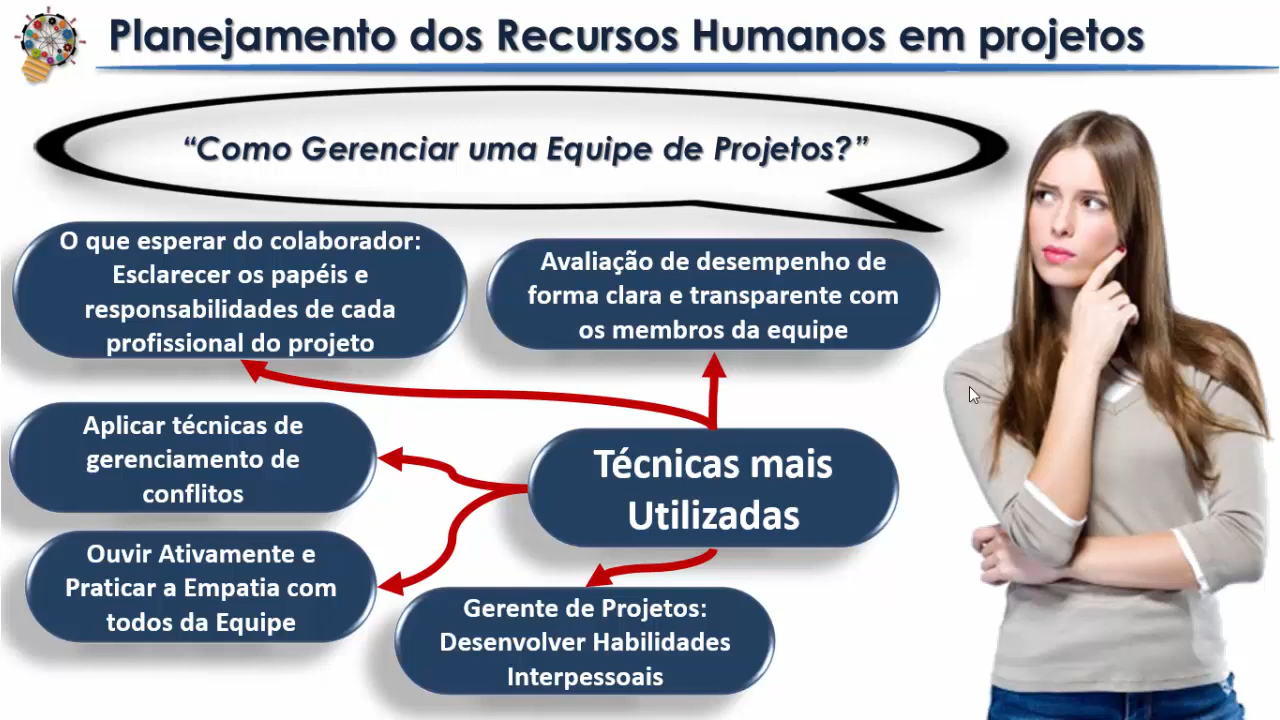 Planejamento dos Recursos Humanos em projetos
“Como Gerenciar uma Equipe de Projetos?”
O que esperar do colaborador:
Esclarecer os papéis e
responsabilidades de cada
profissional do projeto
Avaliação de desempenho de
forma clara e transparente com
os membros da equipe
Aplicar técnicas de
gerenciamento de
conflitos
Técnicas mais
Utilizadas
Ouvir Ativamente e
Praticar a Empatia com
todos da Equipe
Gerente de Projetos:
Desenvolver Habilidades
Interpessoais